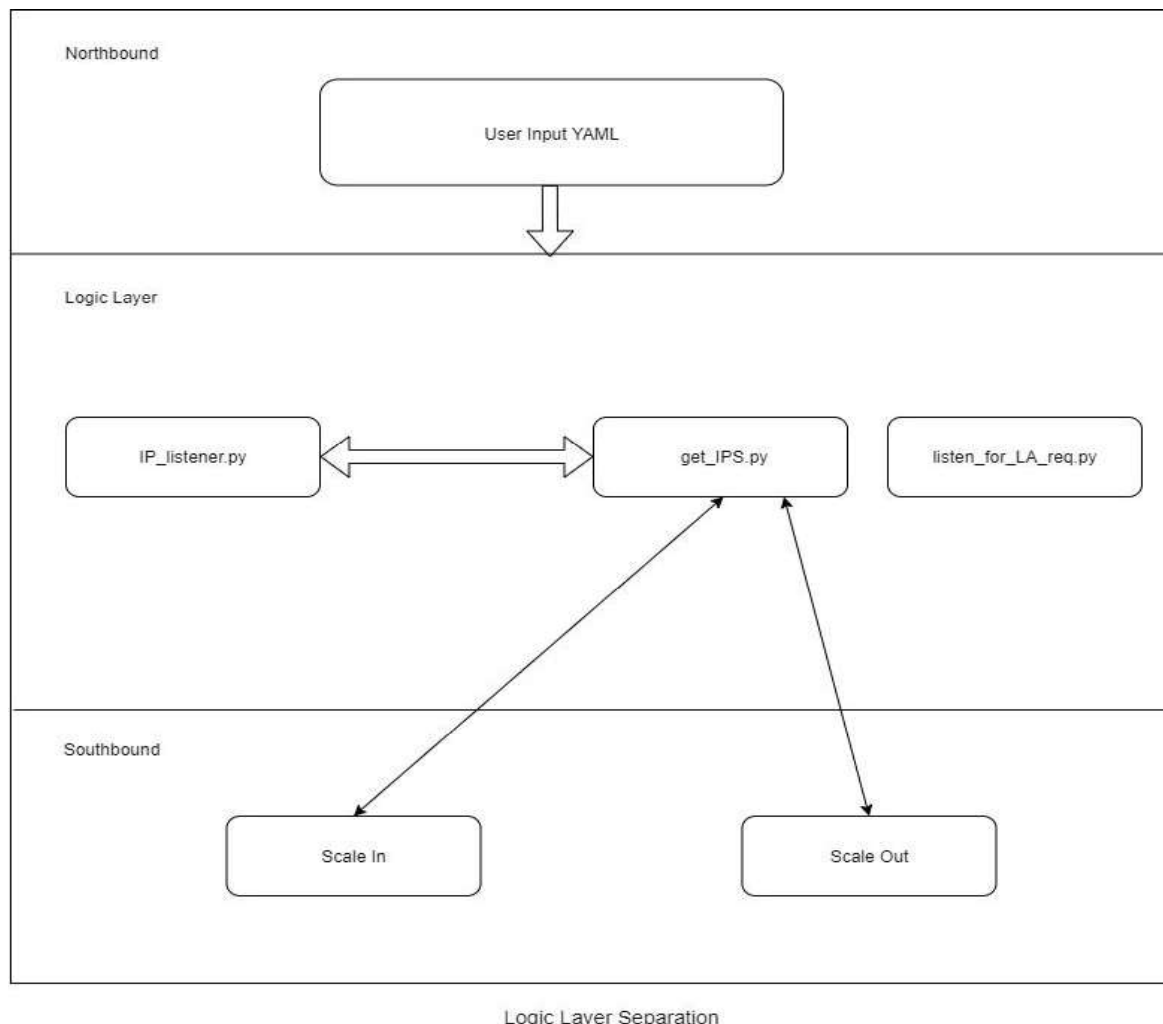 Northbound
User Input YAML
Logic Layer
IP_listener.py
get_IPS.py
listen_for_LA_req.py
Southbound
Scale In
Scale Out
Logic Layer Separation